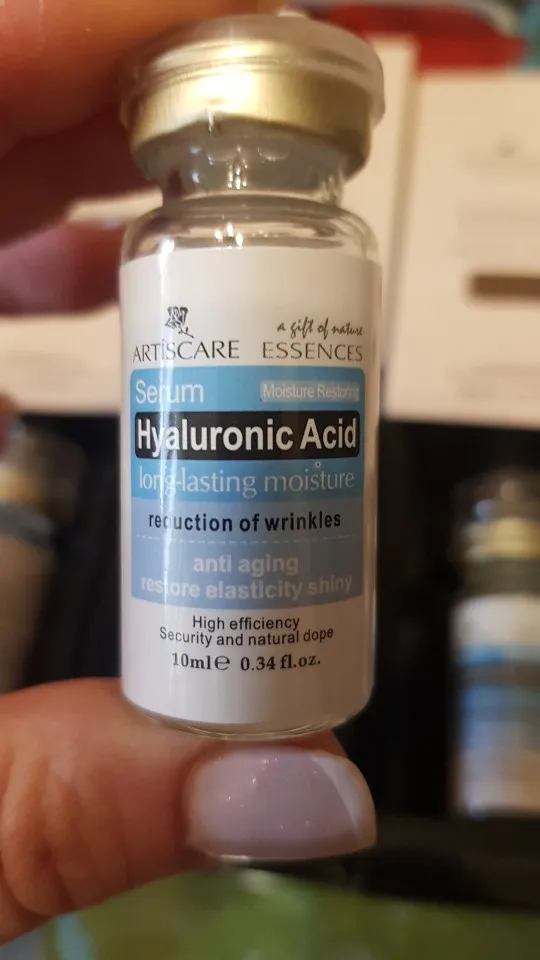 a gift of nature
ARTISCARE ESSENCES
Serum Moisture Restoring
Hyaluronic Acid
long-lasting moisture
reduction of wrinkles
anti aging
restore elasticity shiny
High efficiency
Security and natural dope
10ml℮ 0.34 fl.oz.